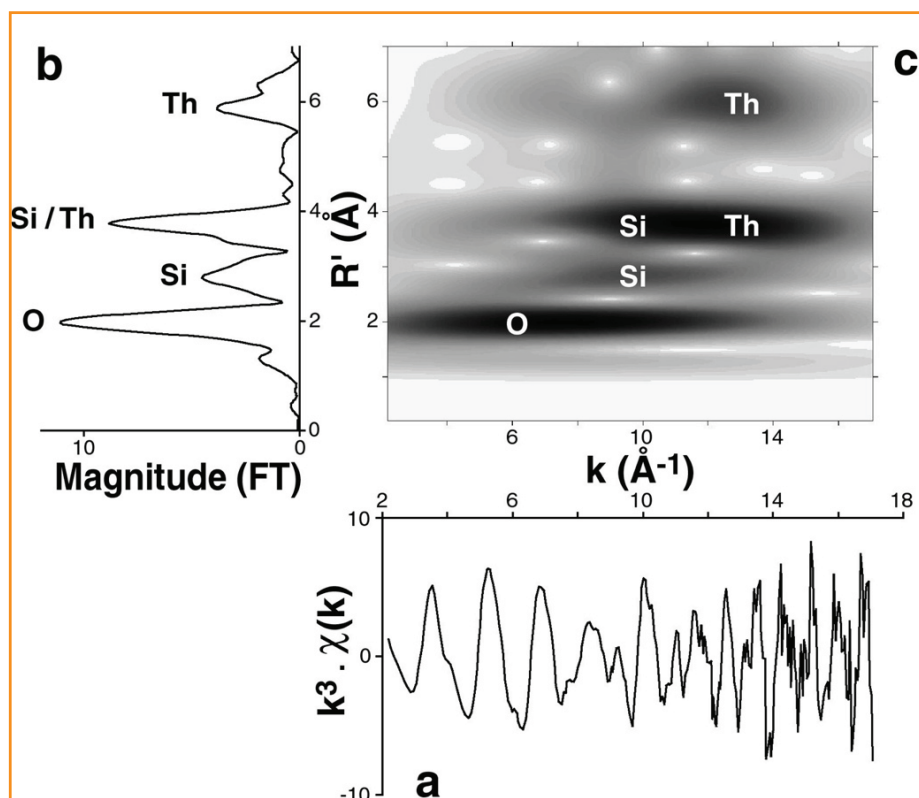 b
c
Th
6
Si / Th
4
Si
O
2
0
10
0
Magnitude (FT)
R' (Å)
6
4
2
Th
Si
Th
Si
O
6
10
14
k (Å-1)
2
6
10
14
18
10
0
-10
k3 . χ(k)
a